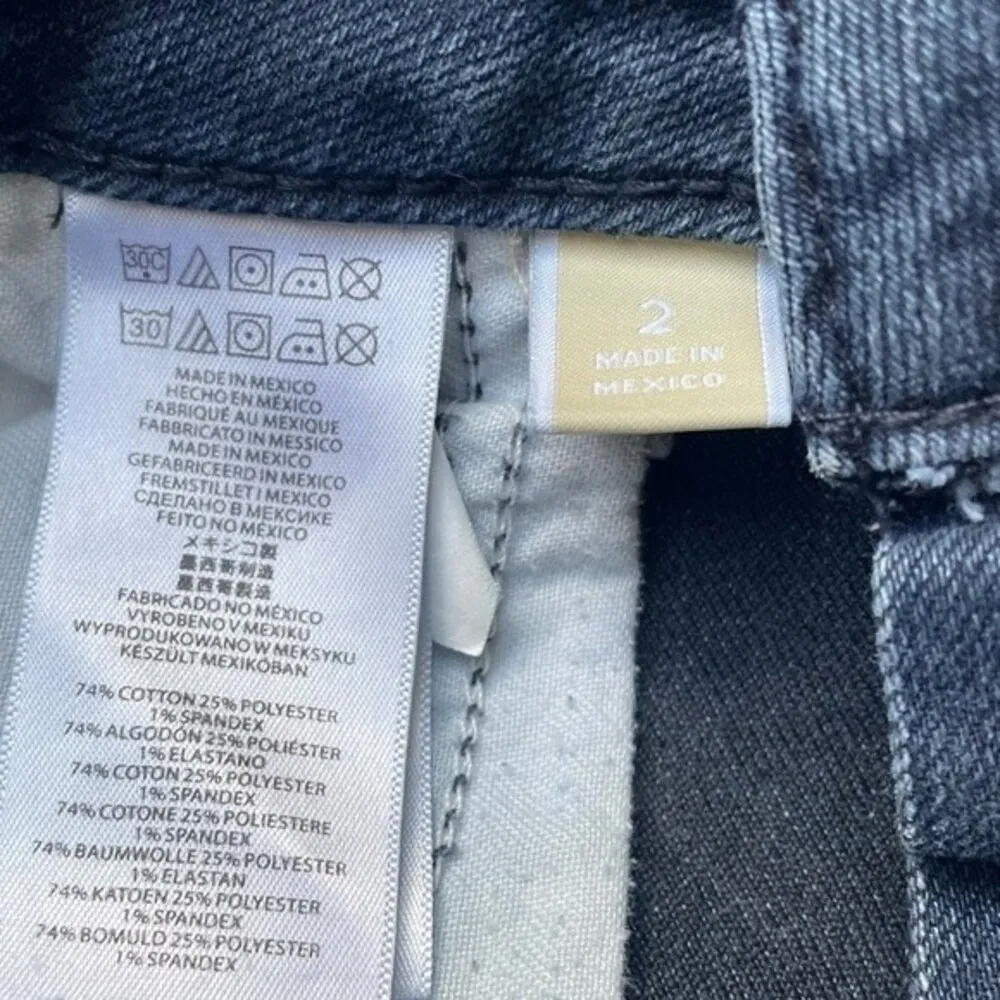 30C
30
MADE IN MEXICO
HECHO EN MÉXICO
FABRIQUÉ AU MEXIQUE
FABBRICATO IN MESSICO
MADE IN MEXICO
GEFABRICEERD IN MEXICO
FREMSTILLET I MEXICO
СДЕЛАНО В МЕКСИКЕ
FEITO NO MÉXICO
メキシコ製
墨西哥制造
墨西哥製造
FABRICADO NO MÉXICO
VYROBENO V MEXIKU
WYPRODUKOWANO W MEKSYKU
KÉSZÜLT MEXIKÓBAN
74% COTTON 25% POLYESTER
1% SPANDEX
74% ALGODÓN 25% POLIÉSTER
1% ELASTANO
74% COTON 25% POLYESTER
1% SPANDEX
74% COTONE 25% POLIESTERE
1% SPANDEX
74% BAUMWOLLE 25% POLYESTER
1% ELASTAN
74% KATOEN 25% POLYESTER
1% SPANDEX
74% BOMULD 25% POLYESTER
1% SPANDEX
2
MADE IN
MEXICO